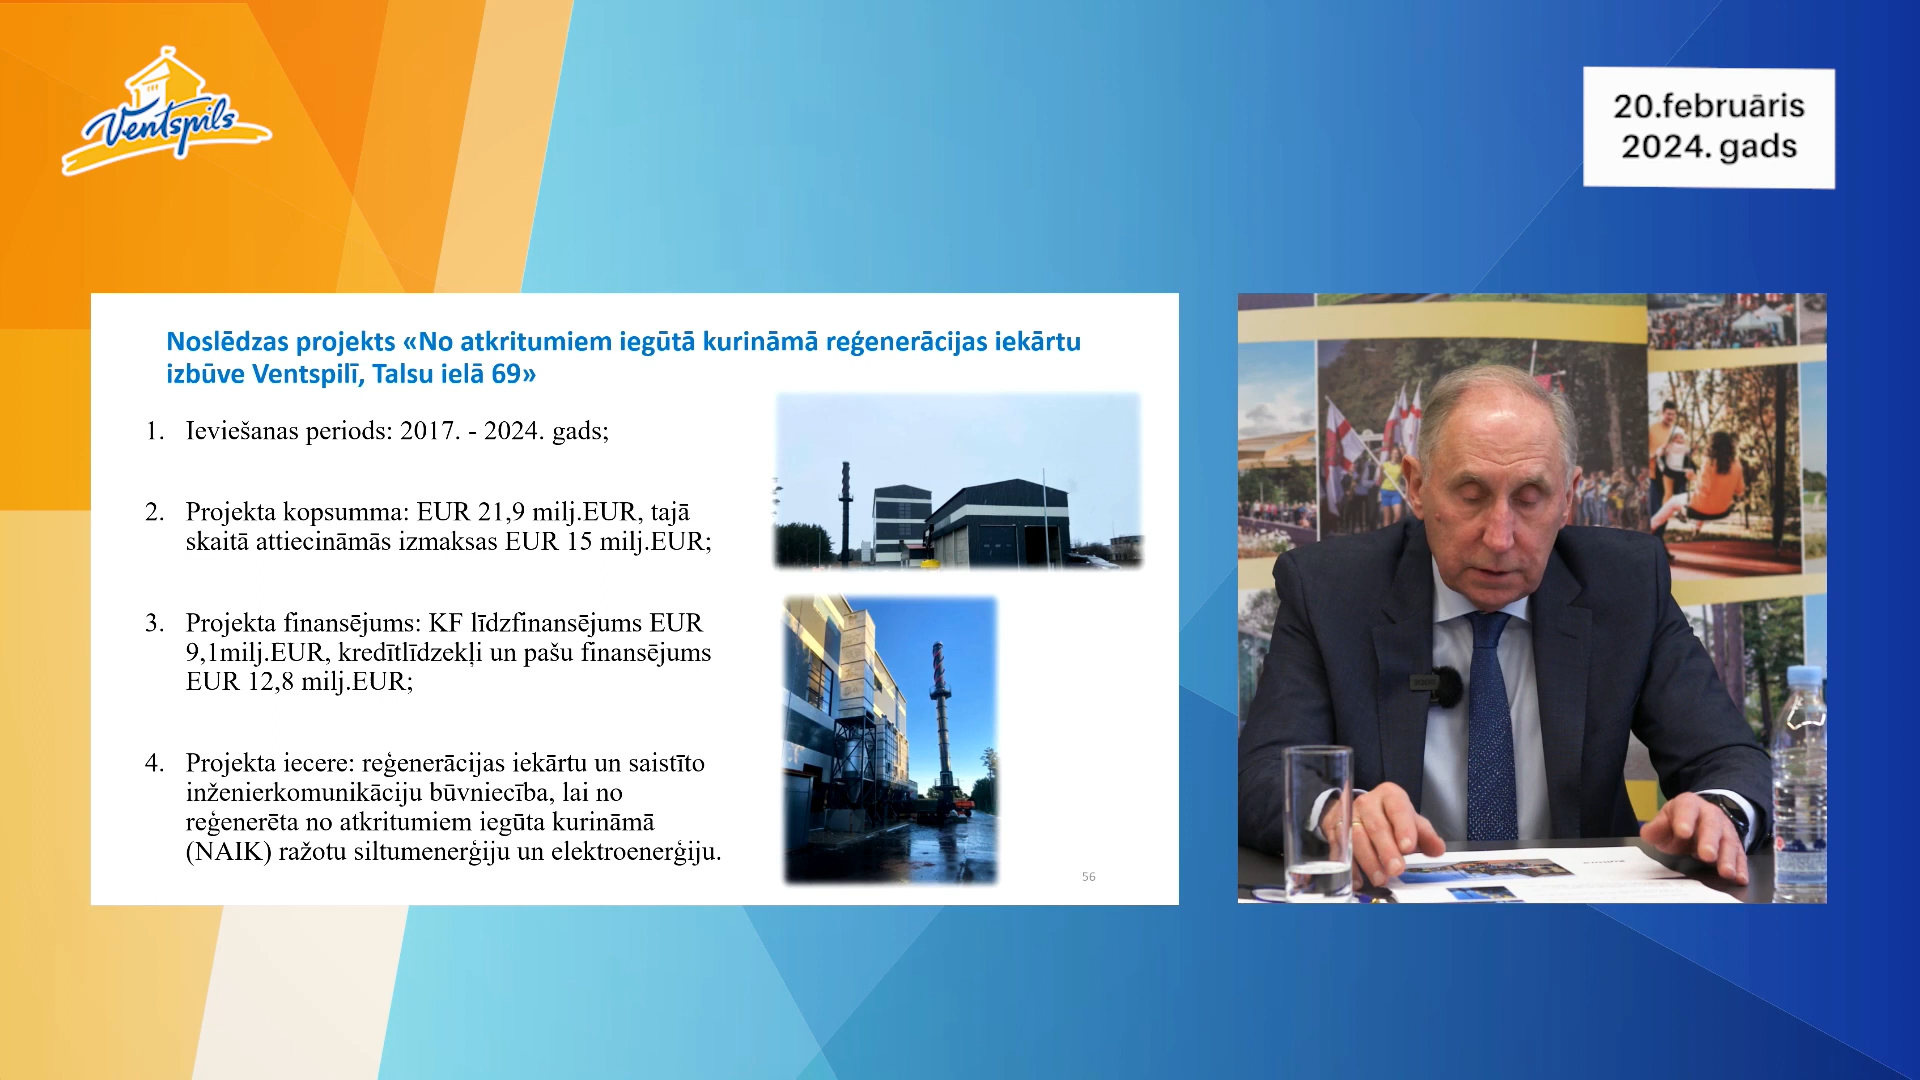 Ventspils
20.februāris
2024. gads
Noslēdzas projekts «No atkritumiem iegūtā kurināmā reģenerācijas iekārtu
izbūve Ventspilī, Talsu ielā 69»
1. Ieviešanas periods: 2017. - 2024. gads;
2. Projekta kopsumma: EUR 21,9 milj.EUR, tajā
skaitā attiecināmās izmaksas EUR 15 milj.EUR;
3. Projekta finansējums: KF līdzfinansējums EUR
9,1milj.EUR, kredītlīdzekļi un pašu finansējums
EUR 12,8 milj.EUR;
4. Projekta iecere: reģenerācijas iekārtu un saistīto
inženierkomunikāciju būvniecība, lai no
reģenerēta no atkritumiem iegūta kurināmā
(NAIK) ražotu siltumenerģiju un elektroenerģiju.
56